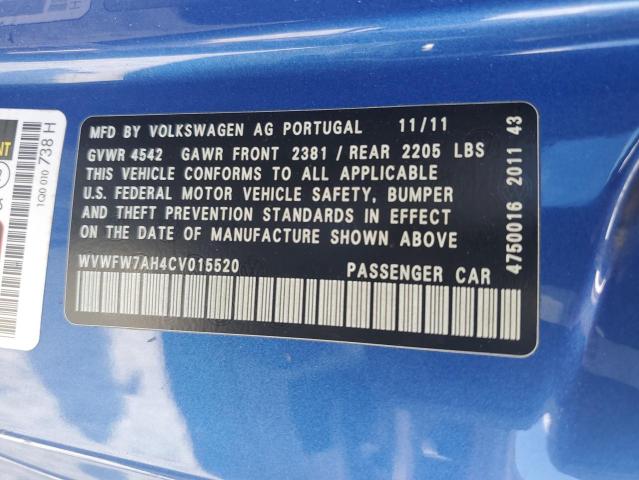 MFD BY VOLKSWAGEN AG PORTUGAL 11/11
GVWR 4542 GAWR FRONT 2381 / REAR 2205 LBS
THIS VEHICLE CONFORMS TO ALL APPLICABLE
U.S. FEDERAL MOTOR VEHICLE SAFETY, BUMPER
AND THEFT PREVENTION STANDARDS IN EFFECT
ON THE DATE OF MANUFACTURE SHOWN ABOVE
WVWFW7AH4CV015520 PASSENGER CAR
4750016 2011 43
1Q0 010 738 H